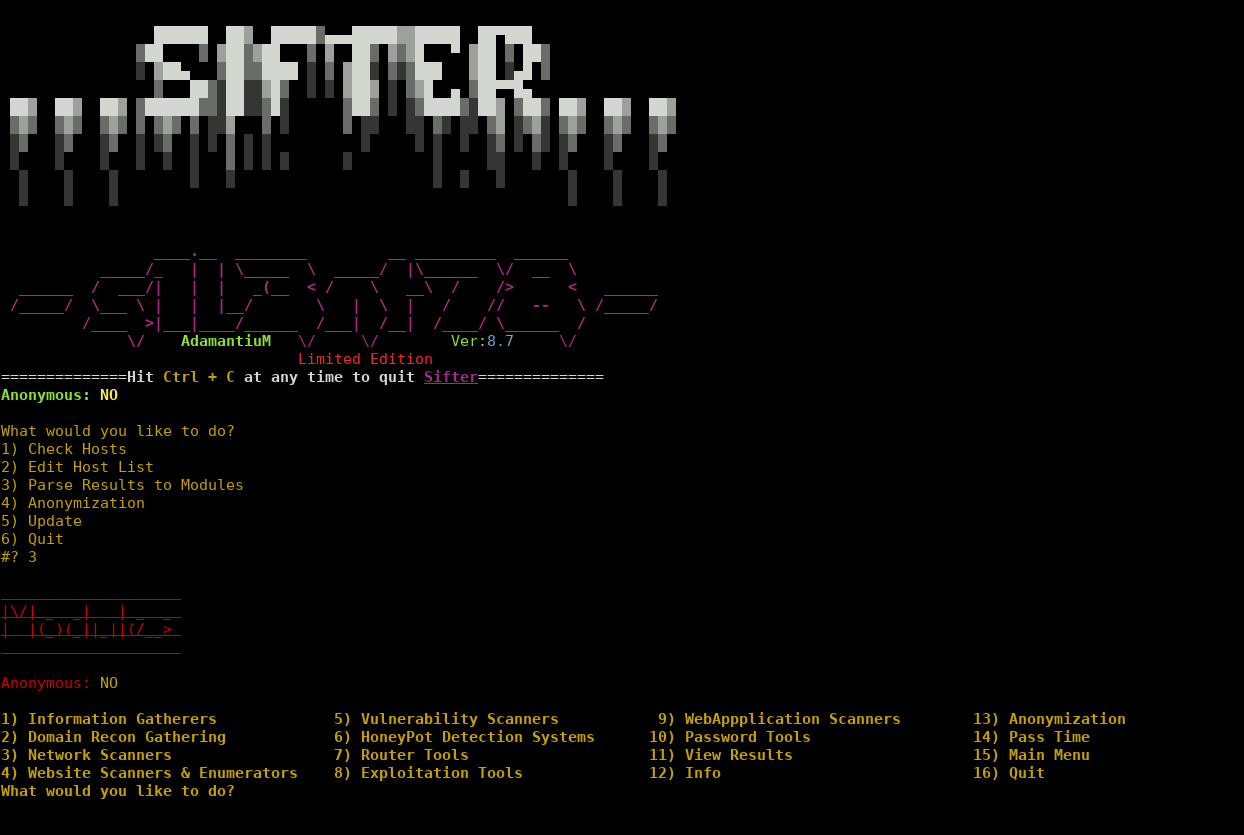 SIFTER
s1l3nt78
AdamantiuM Ver:8.7
Limited Edition
==============Hit Ctrl + C at any time to quit Sifter==============
Anonymous: NO
What would you like to do?
1) Check Hosts
2) Edit Host List
3) Parse Results to Modules
4) Anonymization
5) Update
6) Quit
#? 3
Modules
Anonymous: NO
1) Information Gatherers 5) Vulnerability Scanners 9) WebAppplication Scanners 13) Anonymization
2) Domain Recon Gathering 6) HoneyPot Detection Systems 10) Password Tools 14) Pass Time
3) Network Scanners 7) Router Tools 11) View Results 15) Main Menu
4) Website Scanners & Enumerators 8) Exploitation Tools 12) Info 16) Quit
What would you like to do?